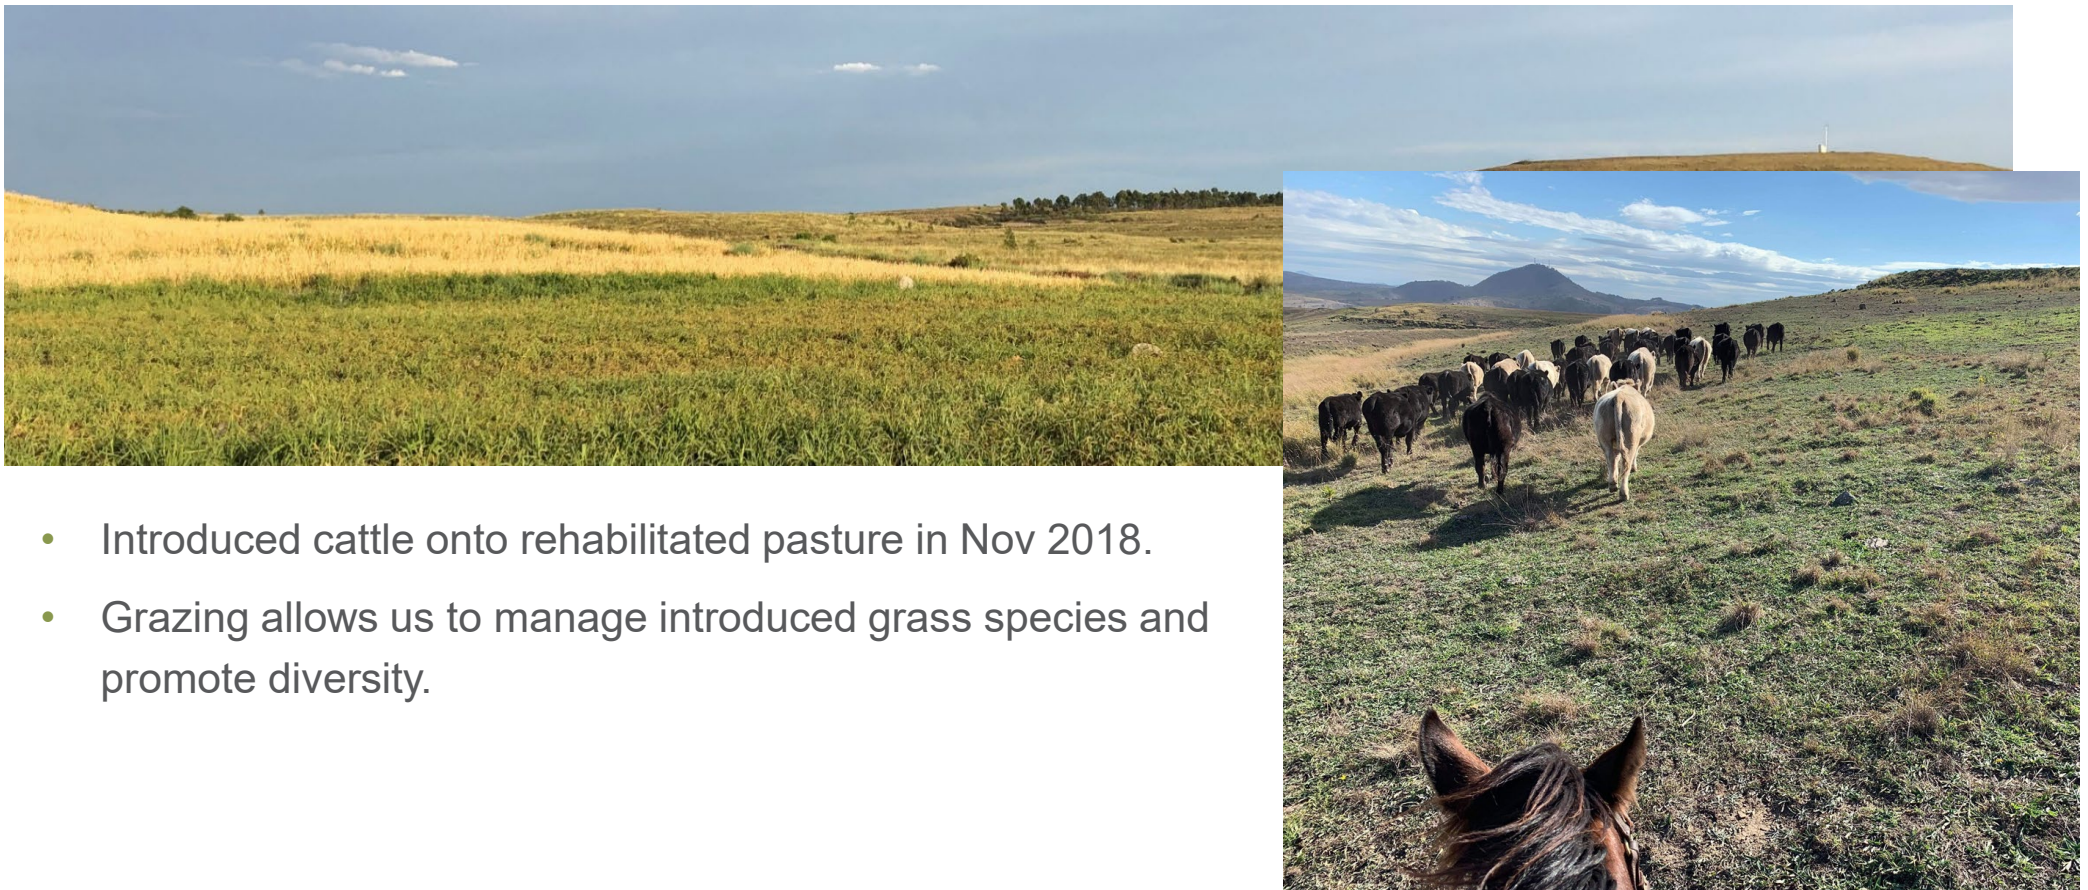 • Introduced cattle onto rehabilitated pasture in Nov 2018.
• Grazing allows us to manage introduced grass species and
promote diversity.